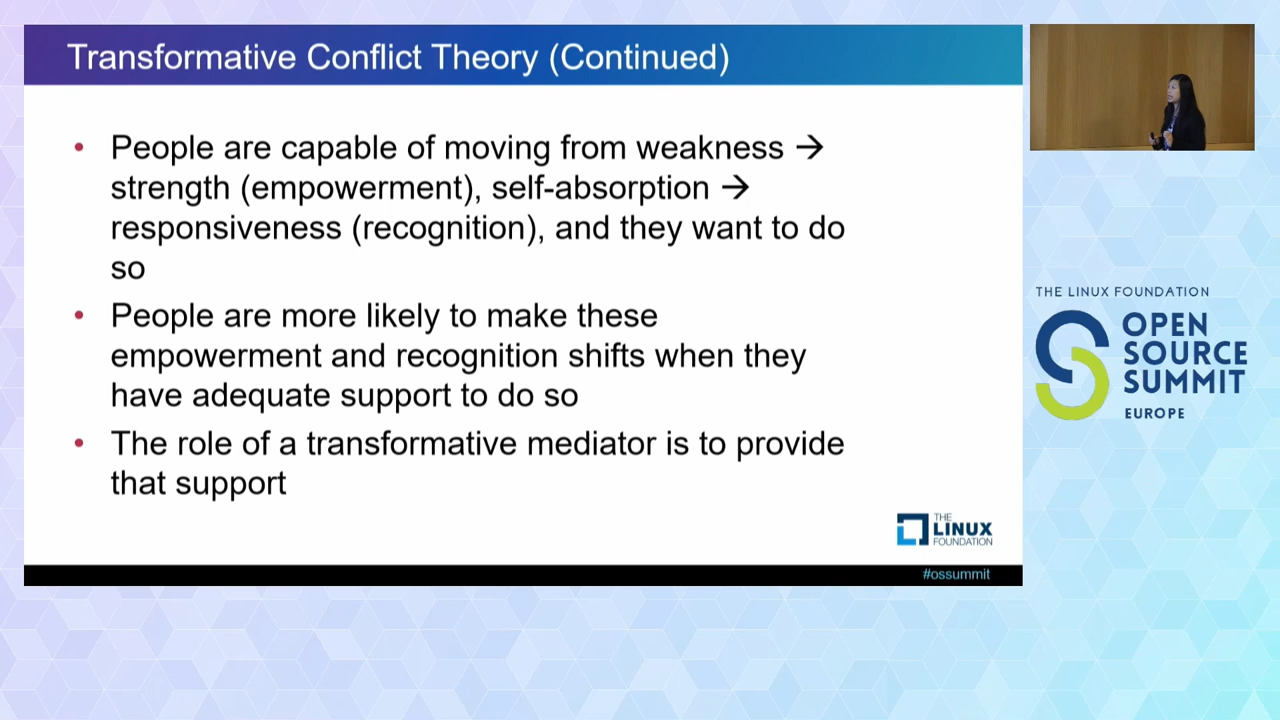 Transformative Conflict Theory (Continued)
• People are capable of moving from weakness →
strength (empowerment), self-absorption →
responsiveness (recognition), and they want to do
so
• People are more likely to make these
empowerment and recognition shifts when they
have adequate support to do so
• The role of a transformative mediator is to provide
that support
THE
LINUX
FOUNDATION
#ossummit
THE LINUX FOUNDATION
OPEN
SOURCE
SUMMIT
EUROPE